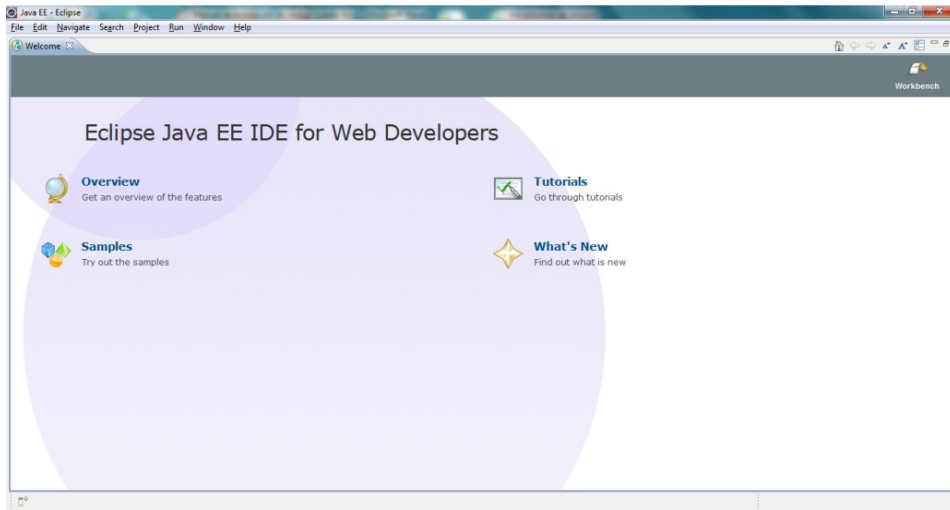 Java EE - Eclipse
File Edit Navigate Search Project Run Window Help
Welcome
Workbench
Eclipse Java EE IDE for Web Developers
Overview
Get an overview of the features
Tutorials
Go through tutorials
Samples
Try out the samples
What's New
Find out what is new